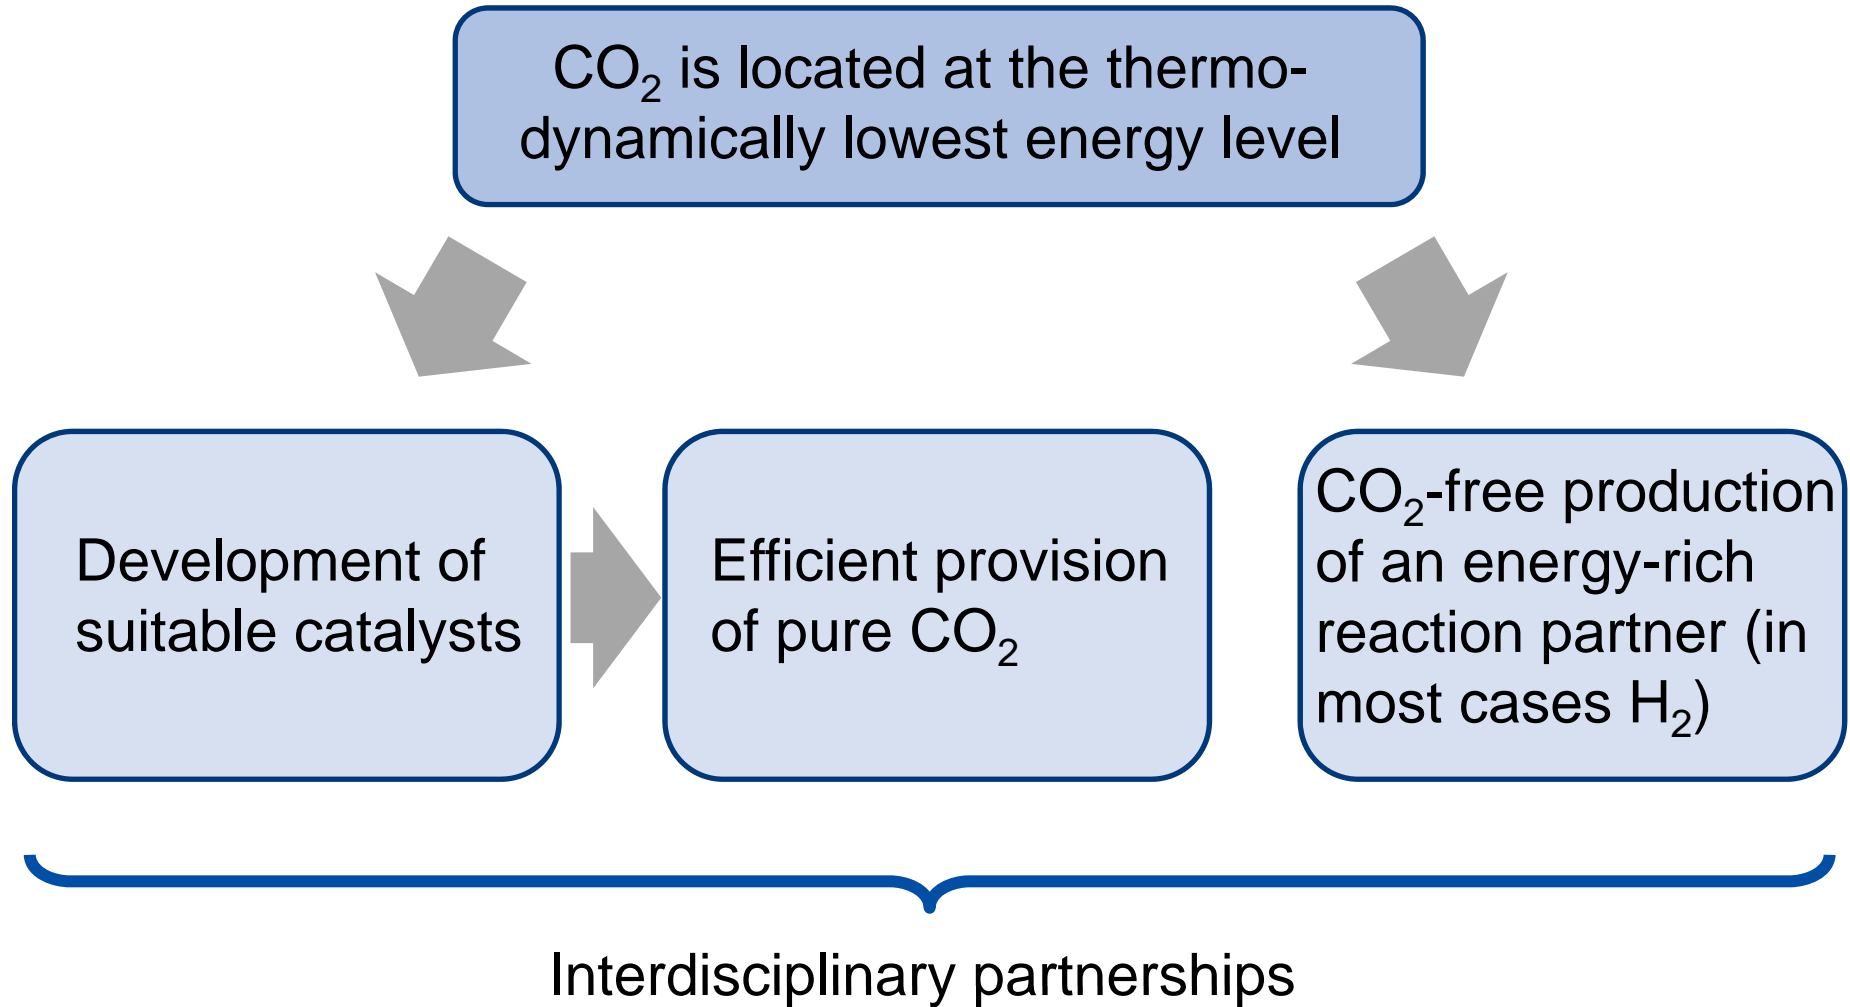 CO₂ is located at the thermo-
dynamically lowest energy level
Development of
suitable catalysts
Efficient provision
of pure CO₂
CO₂-free production
of an energy-rich
reaction partner (in
most cases H₂)
Interdisciplinary partnerships